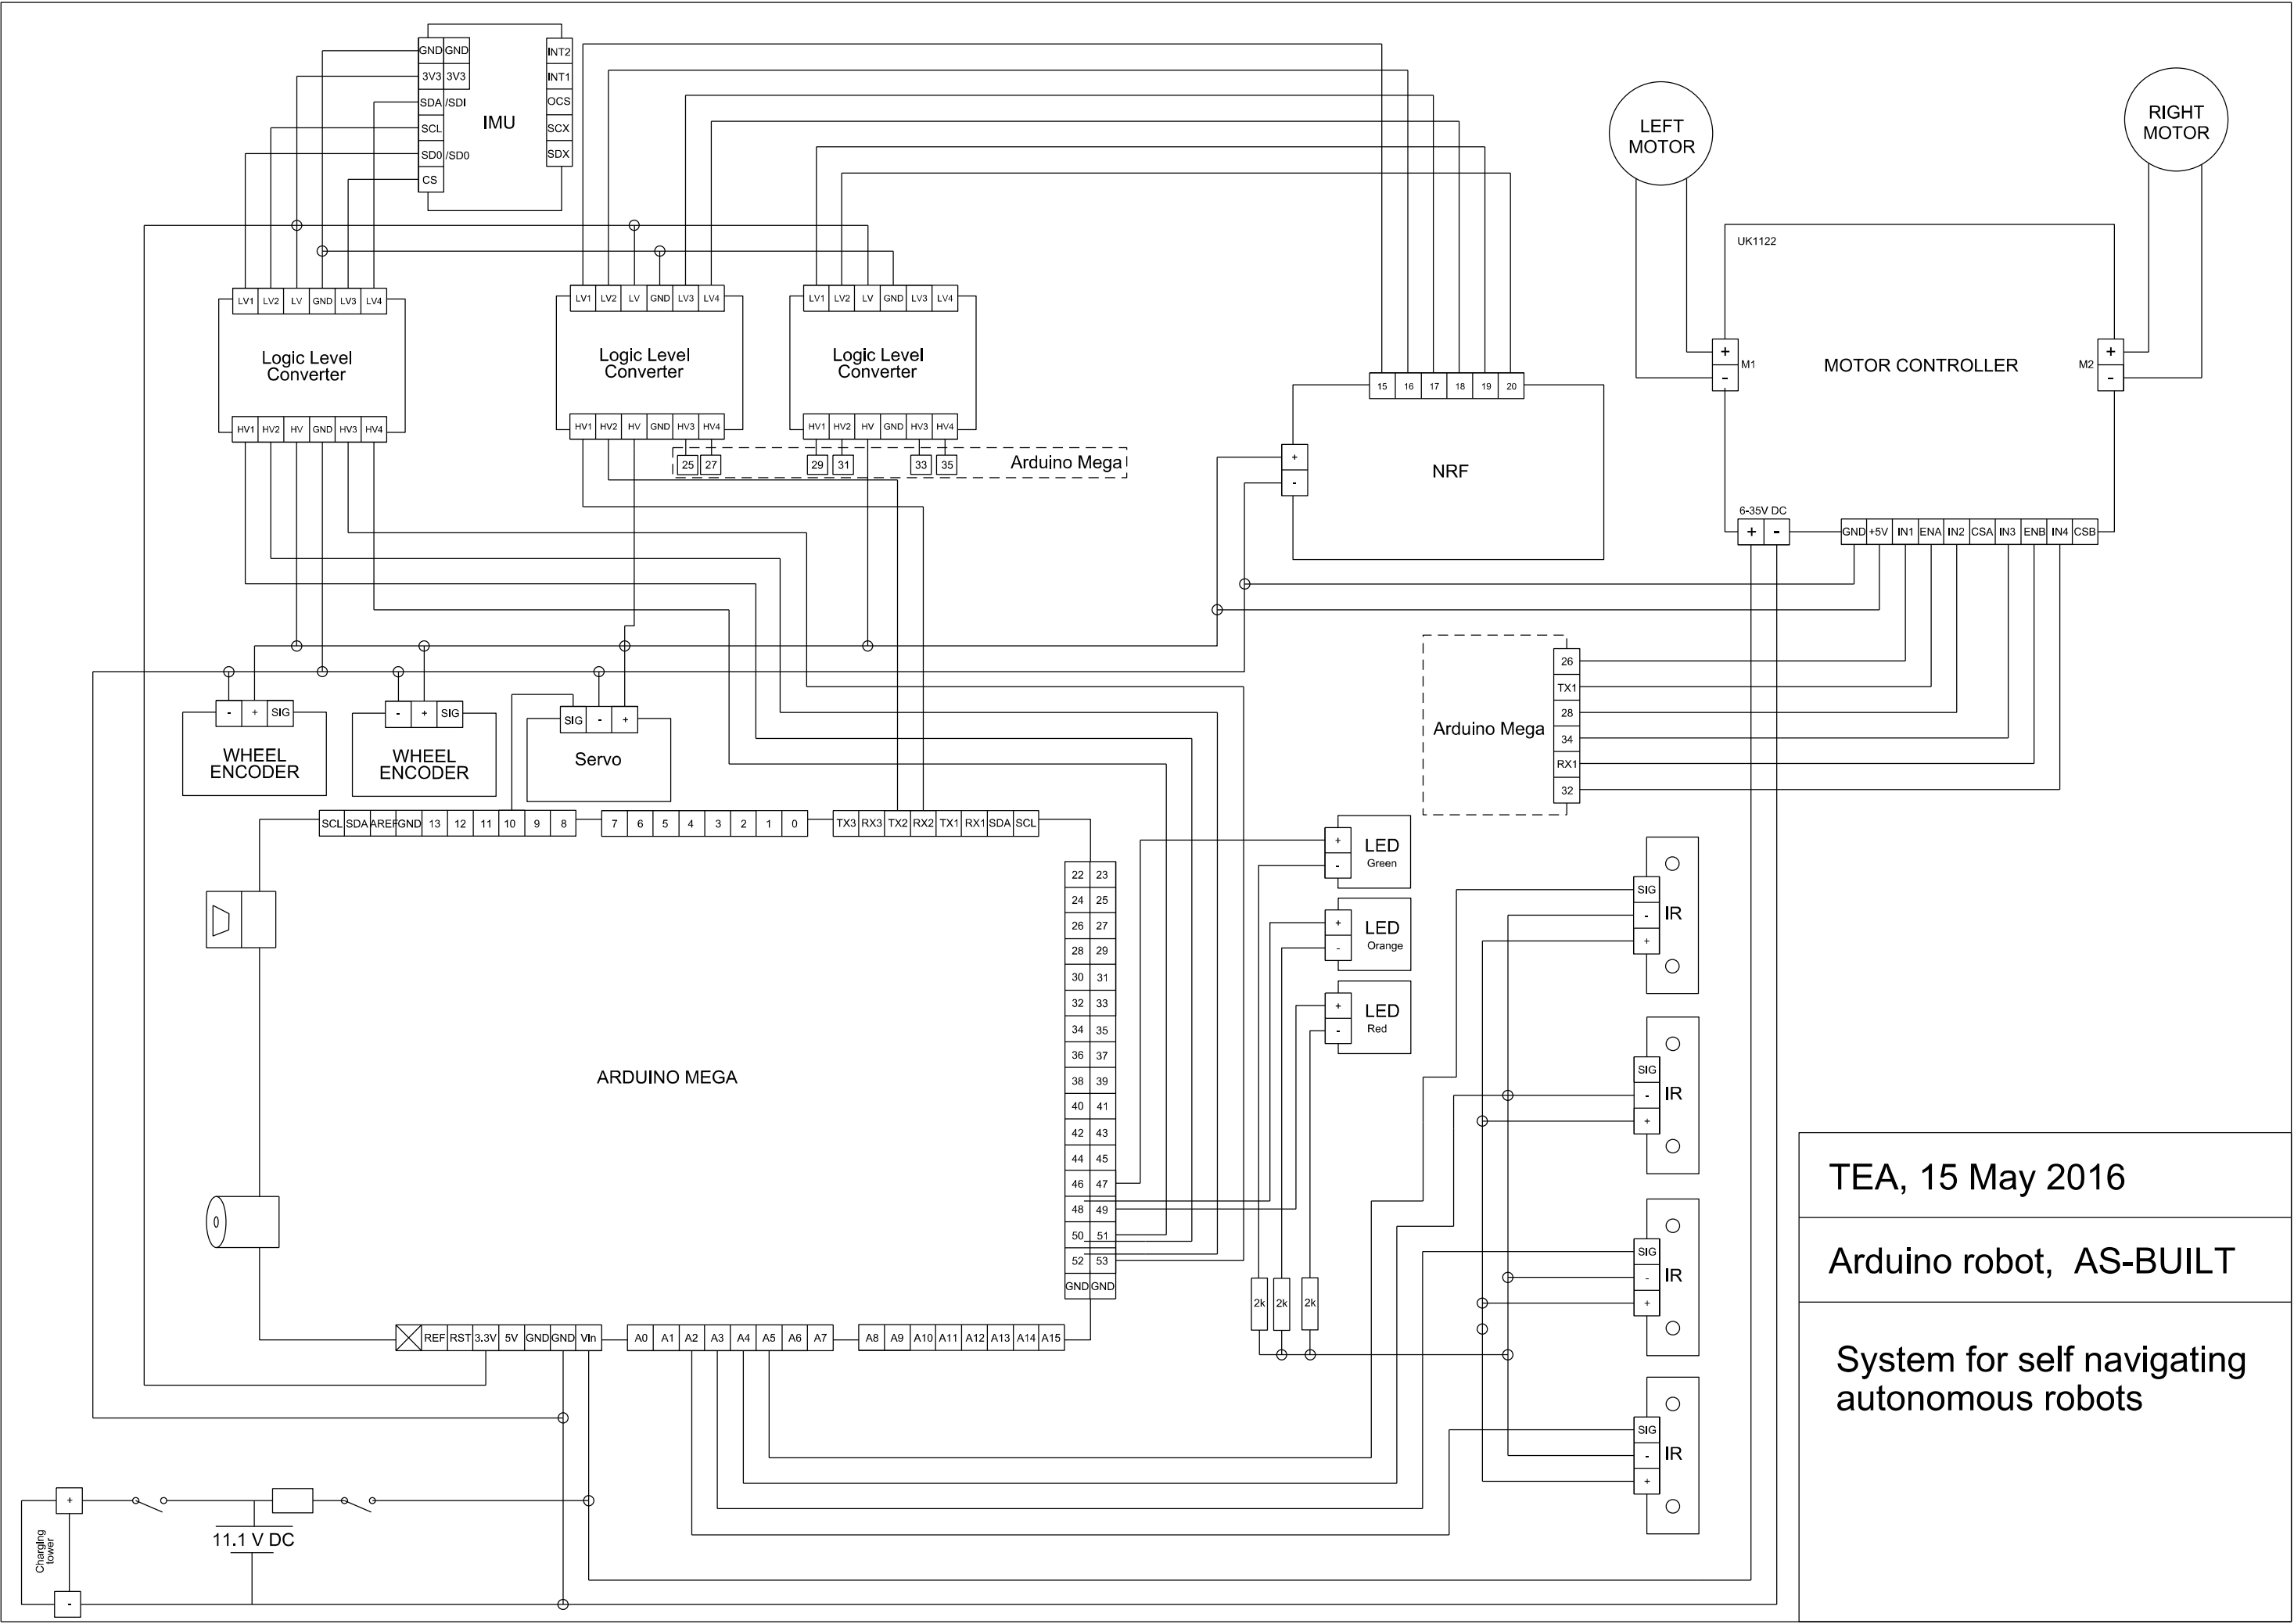 GND GND
3V3 3V3
SDA /SDI
SCL
SD0 /SD0
CS
IMU
INT2
INT1
OCS
SCX
SDX
LEFT
MOTOR
RIGHT
MOTOR
UK1122
M1
+
-
MOTOR CONTROLLER
M2
+
-
6-35V DC
+ -
GND +5V IN1 ENA IN2 CSA IN3 ENB IN4 CSB
LV1 LV2 LV GND LV3 LV4
Logic Level
Converter
HV1 HV2 HV GND HV3 HV4
LV1 LV2 LV GND LV3 LV4
Logic Level
Converter
HV1 HV2 HV GND HV3 HV4
LV1 LV2 LV GND LV3 LV4
Logic Level
Converter
HV1 HV2 HV GND HV3 HV4
25 27 29 31 33 35 Arduino Mega
15 16 17 18 19 20
+
-
NRF
26
TX1
28
34
RX1
32
Arduino Mega
- + SIG
WHEEL
ENCODER
- + SIG
WHEEL
ENCODER
SIG - +
Servo
SCL SDA AREF GND 13 12 11 10 9 8
7 6 5 4 3 2 1 0
TX3 RX3 TX2 RX2 TX1 RX1 SDA SCL
22 23
24 25
26 27
28 29
30 31
32 33
34 35
36 37
38 39
40 41
42 43
44 45
46 47
48 49
50 51
52 53
GND GND
ARDUINO MEGA
REF RST 3.3V 5V GND GND VIn
A0 A1 A2 A3 A4 A5 A6 A7
A8 A9 A10 A11 A12 A13 A14 A15
+
-
LED
Green
+
-
LED
Orange
+
-
LED
Red
2k 2k 2k
SIG
-
+
IR
SIG
-
+
IR
SIG
-
+
IR
SIG
-
+
IR
+
Charging
tower
-
11.1 V DC
TEA, 15 May 2016
Arduino robot, AS-BUILT
System for self navigating
autonomous robots